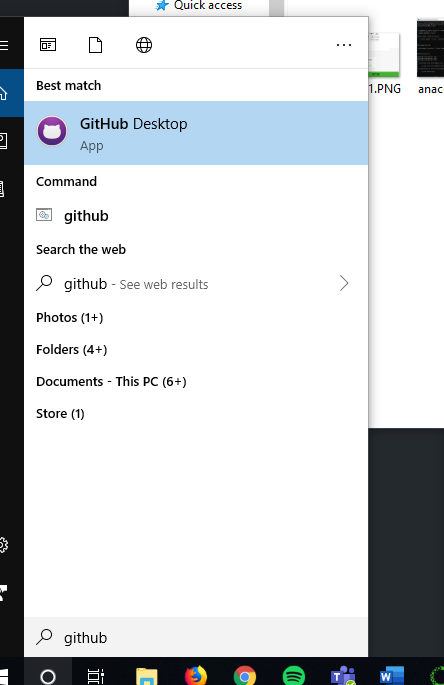 Quick access
1.PNG
Best match
GitHub Desktop
App
Command
github
Search the web
github - See web results
Photos (1+)
Folders (4+)
Documents - This PC (6+)
Store (1)
github